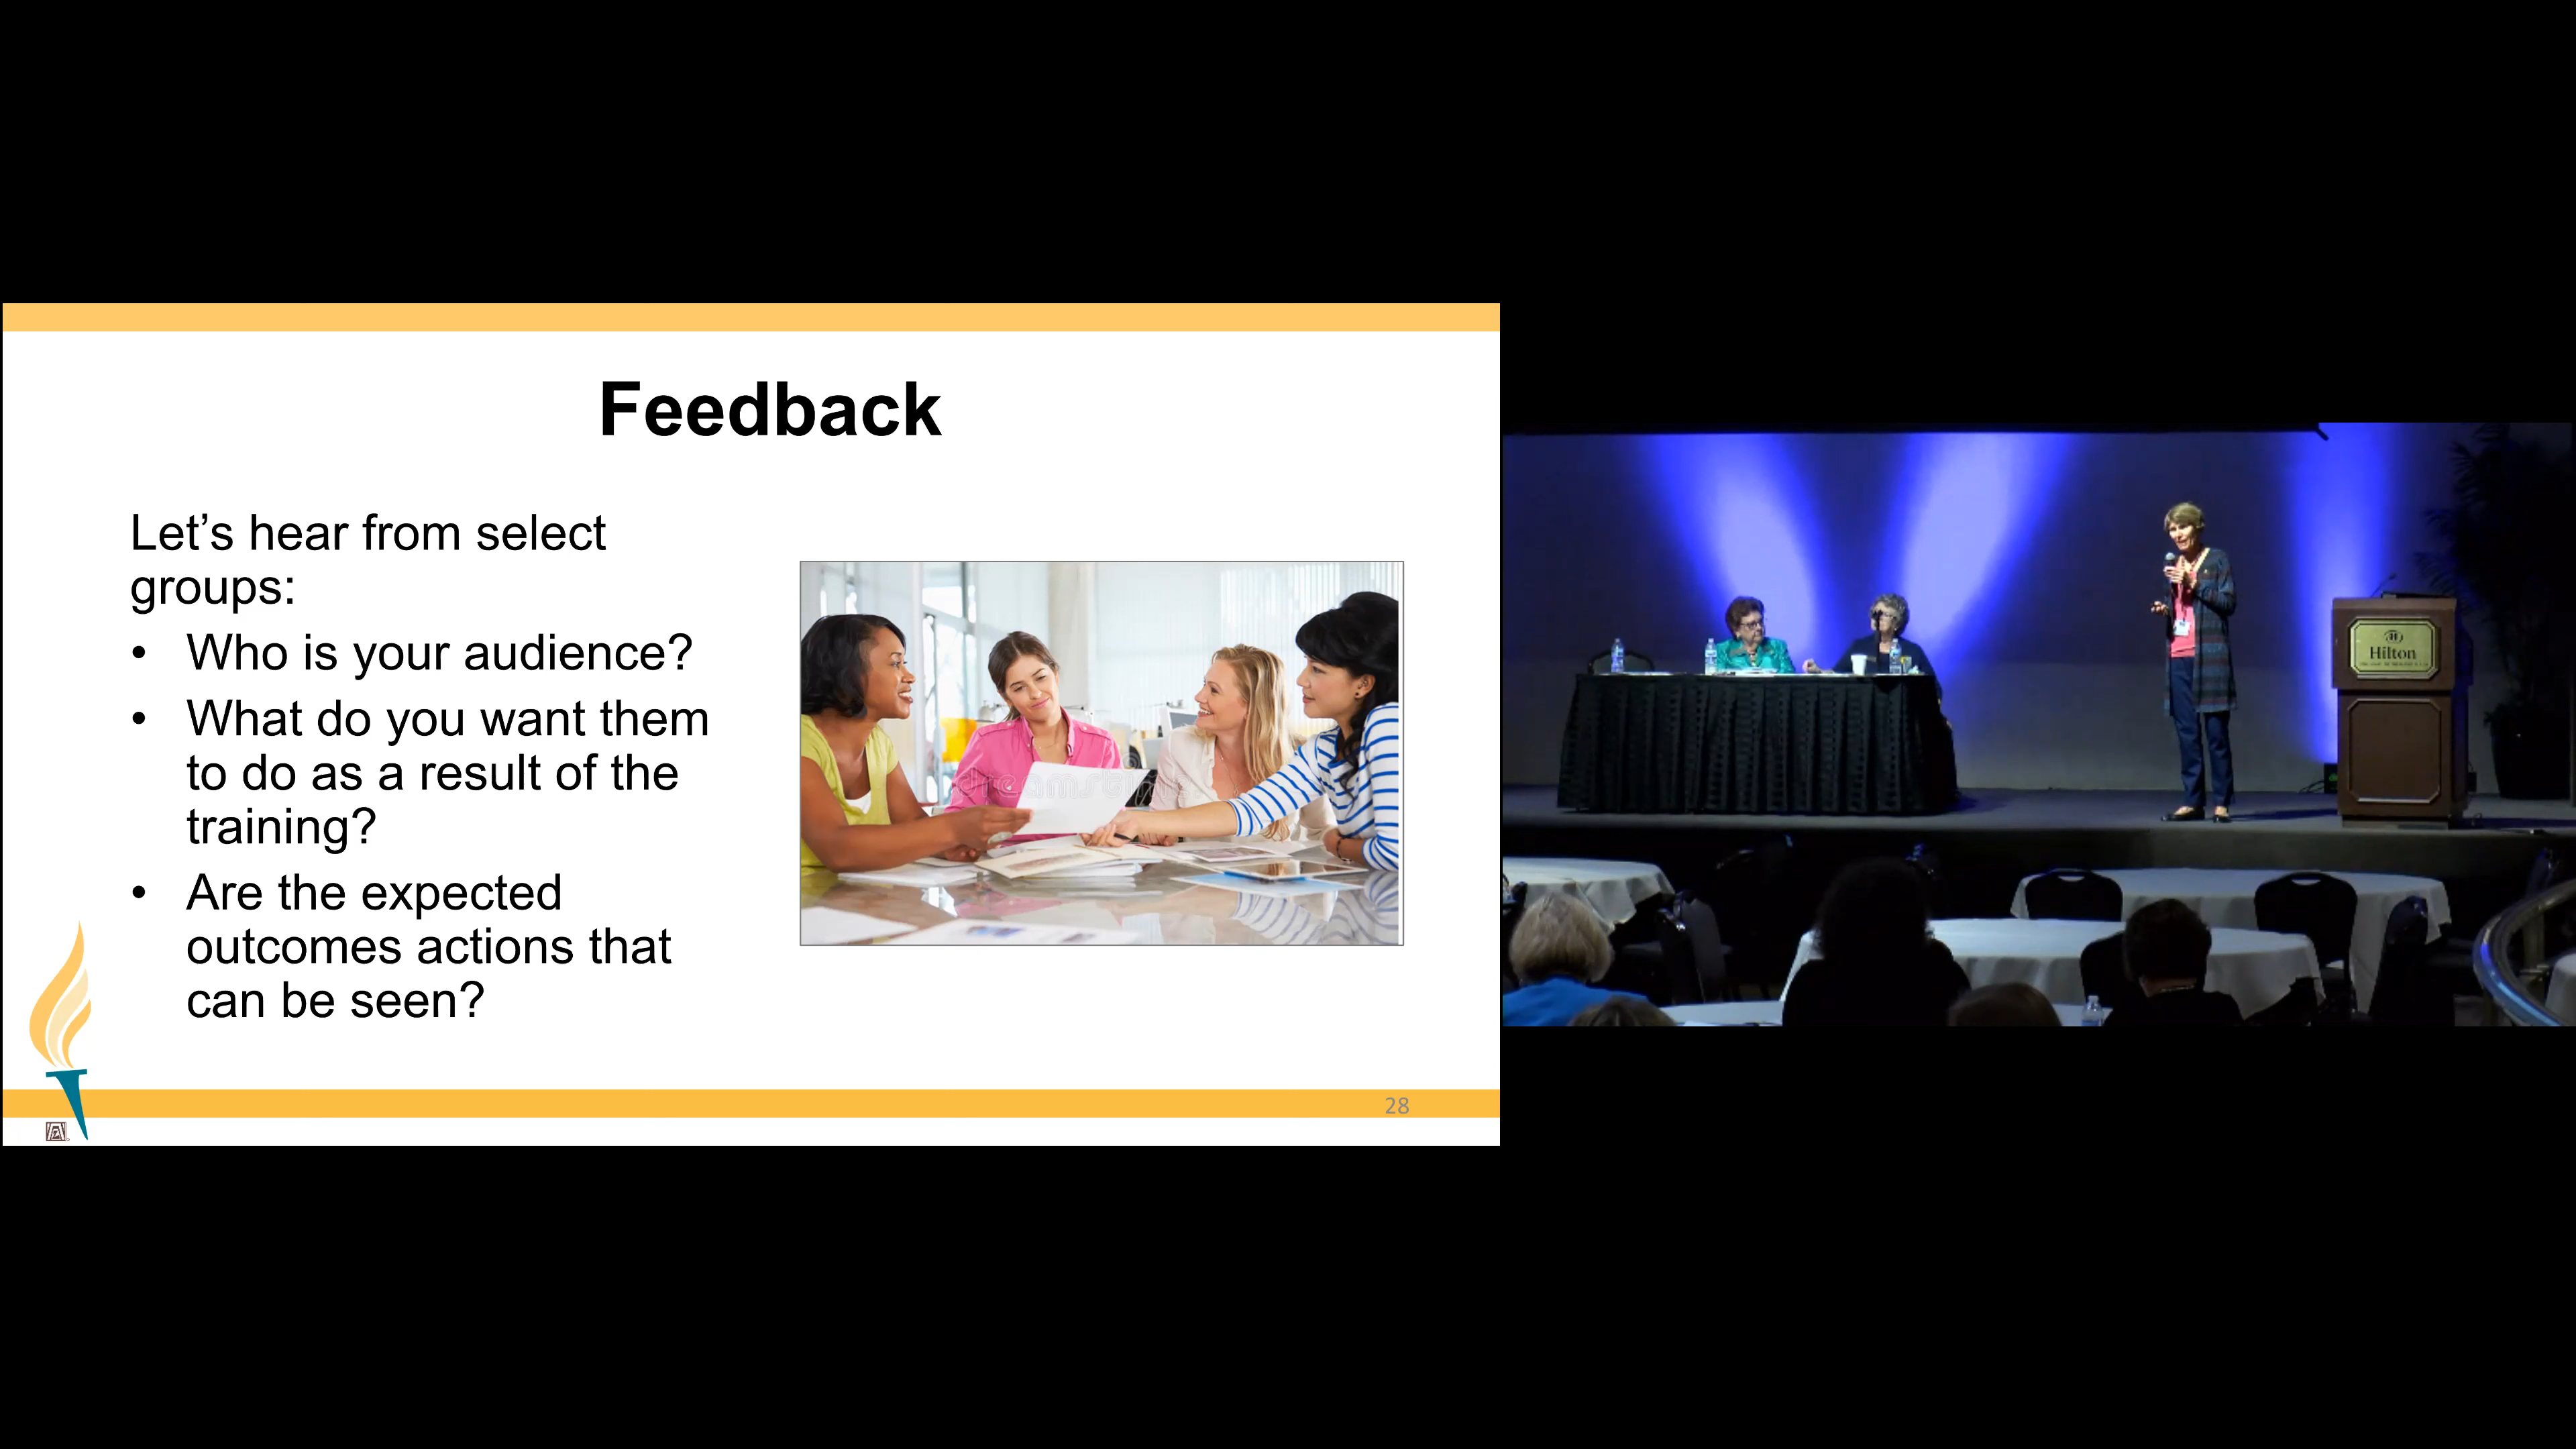 Feedback
Let’s hear from select
groups:
• Who is your audience?
• What do you want them
to do as a result of the
training?
• Are the expected
outcomes actions that
can be seen?
dreamstime
28
Hilton